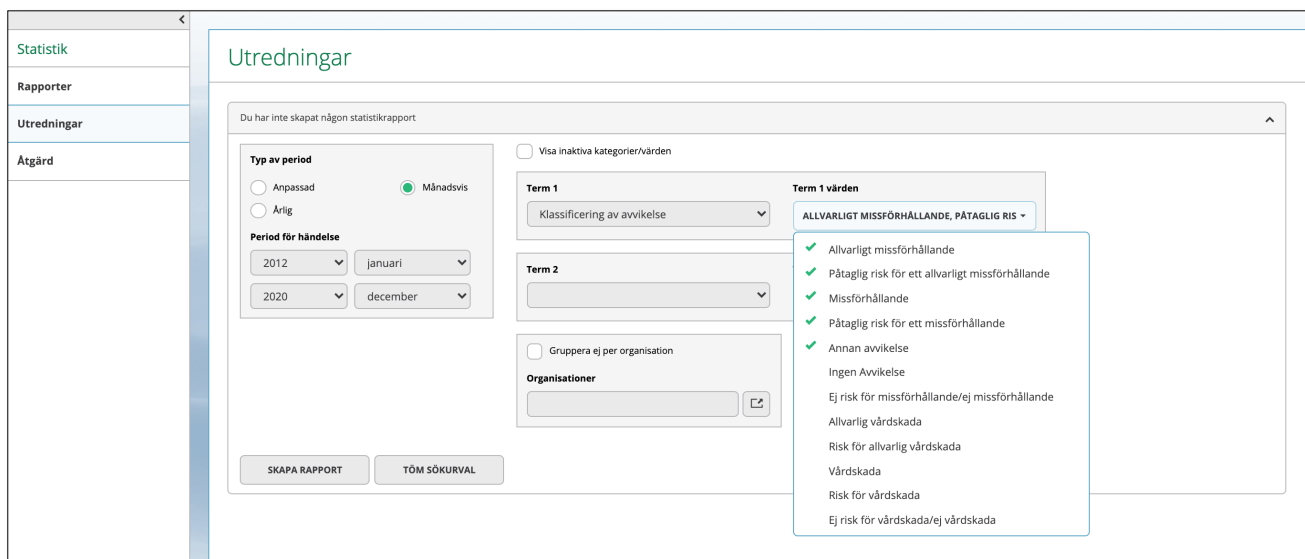 Statistik
Rapporter
Utredningar
Åtgärd
Utredningar
Du har inte skapat någon statistikrapport
Typ av period
Anpassad
Månadsvis
Årlig
Period för händelse
2012
januari
2020
december
Visa inaktiva kategorier/värden
Term 1
Klassificering av avvikelse
Term 1 värden
ALLVARLIGT MISSFÖRHÅLLANDE, PÅTAGLIG RIS
Term 2
Gruppera ej per organisation
Organisationer
Allvarligt missförhållande
Påtaglig risk för ett allvarligt missförhållande
Missförhållande
Påtaglig risk för ett missförhållande
Annan avvikelse
Ingen Avvikelse
Ej risk för missförhållande/ej missförhållande
Allvarlig vårdskada
Risk för allvarlig vårdskada
Vårdskada
Risk för vårdskada
Ej risk för vårdskada/ej vårdskada
SKAPA RAPPORT
TÖM SÖKURVAL